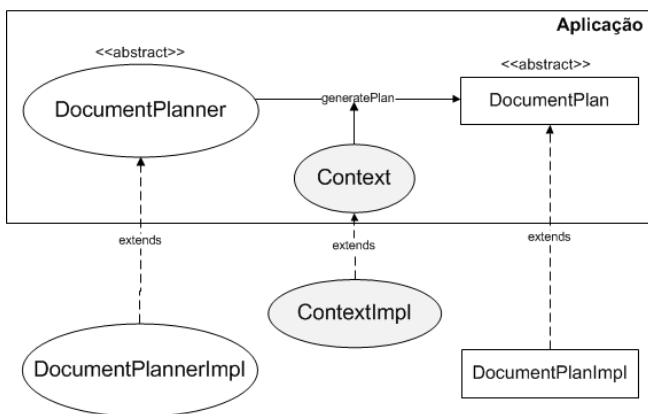 Aplicação
<<abstract>>
<<abstract>>
DocumentPlanner
generatePlan
DocumentPlan
Context
extends
extends
extends
ContextImpl
DocumentPlannerImpl
DocumentPlanImpl